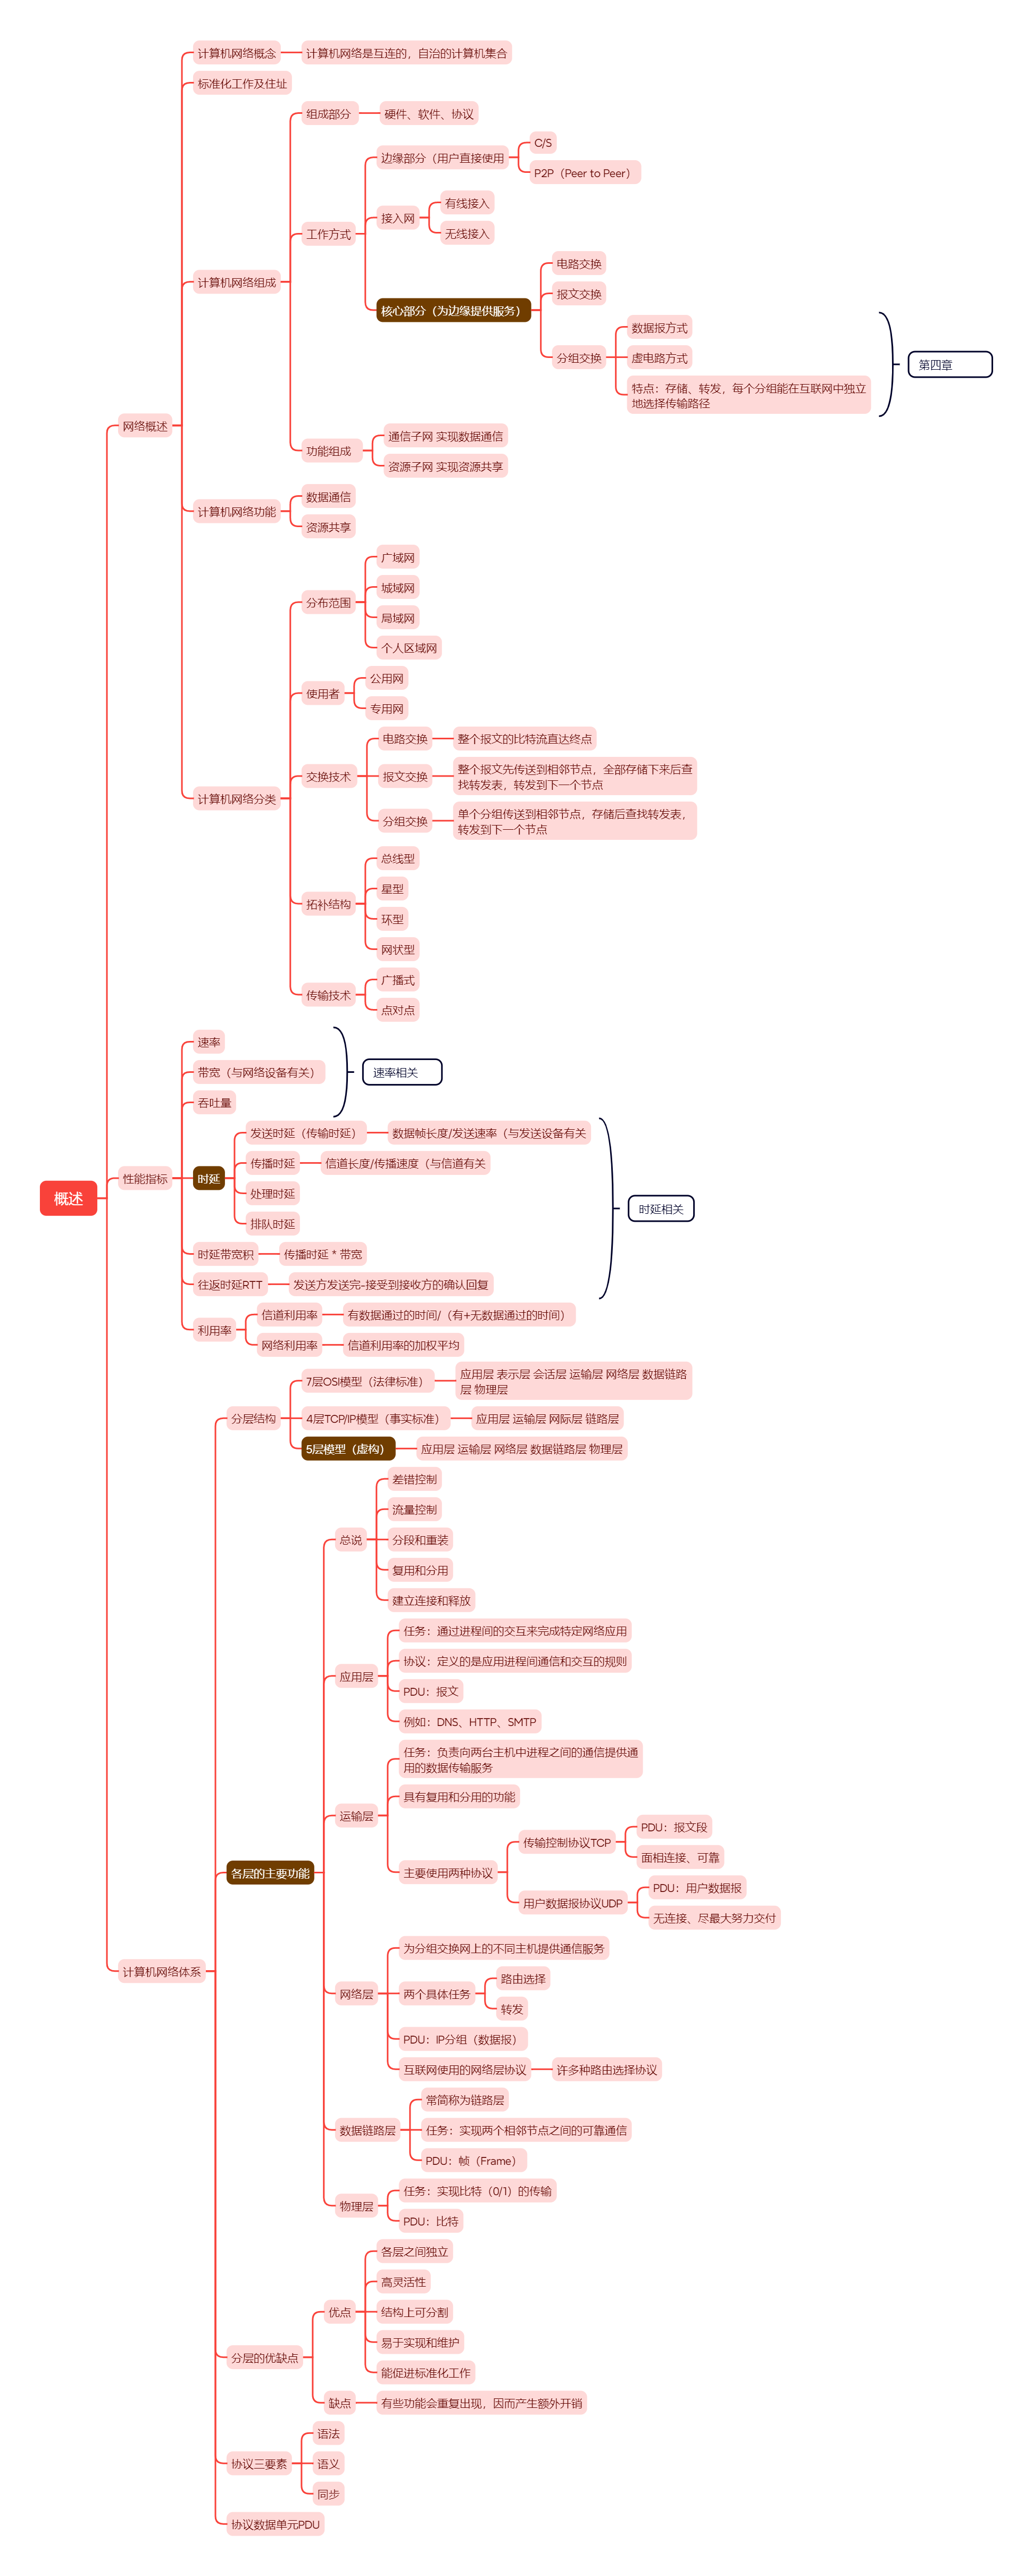 计算机网络概念
计算机网络是互连的，自治的计算机集合
标准化工作及住址
组成部分
硬件、软件、协议
C/S
边缘部分（用户直接使用
P2P（Peer to Peer）
有线接入
接入网
无线接入
工作方式
电路交换
计算机网络组成
报文交换
核心部分（为边缘提供服务）
数据报方式
分组交换
虚电路方式
第四章
特点：存储、转发，每个分组能在互联网中独立
地选择传输路径
网络概述
通信子网 实现数据通信
功能组成
资源子网 实现资源共享
数据通信
计算机网络功能
资源共享
广域网
城域网
分布范围
局域网
个人区域网
公用网
使用者
专用网
电路交换
整个报文的比特流直达终点
交换技术
报文交换
整个报文先传送到相邻节点，全部存储下来后查
找转发表，转发到下一个节点
计算机网络分类
分组交换
单个分组传送到相邻节点，存储后查找转发表，
转发到下一个节点
总线型
星型
拓补结构
环型
网状型
广播式
传输技术
点对点
速率
带宽（与网络设备有关）
速率相关
吞吐量
发送时延（传输时延）
数据帧长度/发送速率（与发送设备有关
传播时延
信道长度/传播速度（与信道有关
性能指标
时延
处理时延
概述
时延相关
排队时延
时延带宽积
传播时延 * 带宽
往返时延RTT
发送方发送完-接受到接收方的确认回复
信道利用率
有数据通过的时间/（有+无数据通过的时间）
利用率
网络利用率
信道利用率的加权平均
7层OSI模型（法律标准）
应用层 表示层 会话层 运输层 网络层 数据链路
层 物理层
分层结构
4层TCP/IP模型（事实标准）
应用层 运输层 网际层 链路层
5层模型（虚构）
应用层 运输层 网络层 数据链路层 物理层
差错控制
流量控制
总说
分段和重装
复用和分用
建立连接和释放
任务：通过进程间的交互来完成特定网络应用
协议：定义的是应用进程间通信和交互的规则
应用层
PDU：报文
例如：DNS、HTTP、SMTP
任务：负责向两台主机中进程之间的通信提供通
用的数据传输服务
具有复用和分用的功能
运输层
PDU：报文段
传输控制协议TCP
面相连接、可靠
主要使用两种协议
各层的主要功能
PDU：用户数据报
用户数据报协议UDP
无连接、尽最大努力交付
为分组交换网上的不同主机提供通信服务
计算机网络体系
路由选择
网络层
两个具体任务
转发
PDU：IP分组（数据报）
互联网使用的网络层协议
许多种路由选择协议
常简称为链路层
数据链路层
任务：实现两个相邻节点之间的可靠通信
PDU：帧（Frame）
任务：实现比特（0/1）的传输
物理层
PDU：比特
各层之间独立
高灵活性
优点
结构上可分割
易于实现和维护
分层的优缺点
能促进标准化工作
缺点
有些功能会重复出现，因而产生额外开销
语法
协议三要素
语义
同步
协议数据单元PDU